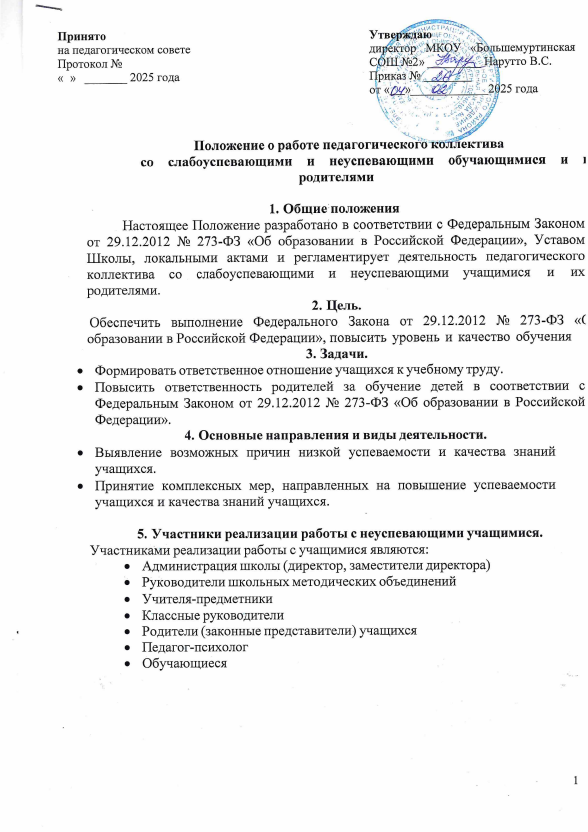 Принято
на педагогическом совете
Протокол №
« » _______ 2025 года
Утверждаю
директор МКОУ «Большемуртинская
СОШ №2» ________ Нарутто В.С.
Приказ № ________
от «04» 02 2025 года
Положение о работе педагогического коллектива
со слабоуспевающими и неуспевающими обучающимися и
родителями
1. Общие положения
Настоящее Положение разработано в соответствии с Федеральным Законом
от 29.12.2012 № 273-ФЗ «Об образовании в Российской Федерации», Уставом
Школы, локальными актами и регламентирует деятельность педагогического
коллектива со слабоуспевающими и неуспевающими учащимися и их
родителями.
2. Цель.
Обеспечить выполнение Федерального Закона от 29.12.2012 № 273-ФЗ
образовании в Российской Федерации», повысить уровень и качество обучения
3. Задачи.
• Формировать ответственное отношение учащихся к учебному труду.
• Повысить ответственность родителей за обучение детей в соответствии с
Федеральным Законом от 29.12.2012 № 273-ФЗ «Об образовании в Российской
Федерации».
4. Основные направления и виды деятельности.
• Выявление возможных причин низкой успеваемости и качества знаний
учащихся.
• Принятие комплексных мер, направленных на повышение успеваемости
учащихся и качества знаний учащихся.
5. Участники реализации работы с неуспевающими учащимися.
Участниками реализации работы с учащимися являются:
• Администрация школы (директор, заместители директора)
• Руководители школьных методических объединений
• Учителя-предметники
• Классные руководители
• Родители (законные представители) учащихся
• Педагог-психолог
• Обучающиеся
1